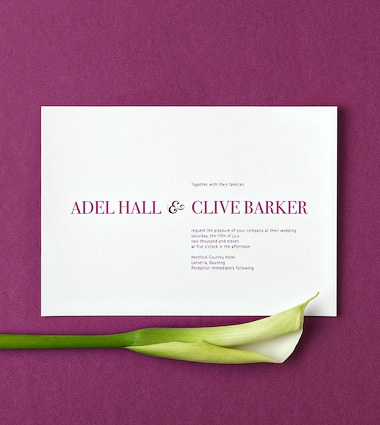 Together with their families
ADEL HALL & CLIVE BARKER
request the pleasure of your company at their wedding
saturday, the
of july
two thousand and eleven
at five o'clock in the afternoon
Hertford Country Hotel
Lanseria, Gauteng
Reception immediately following